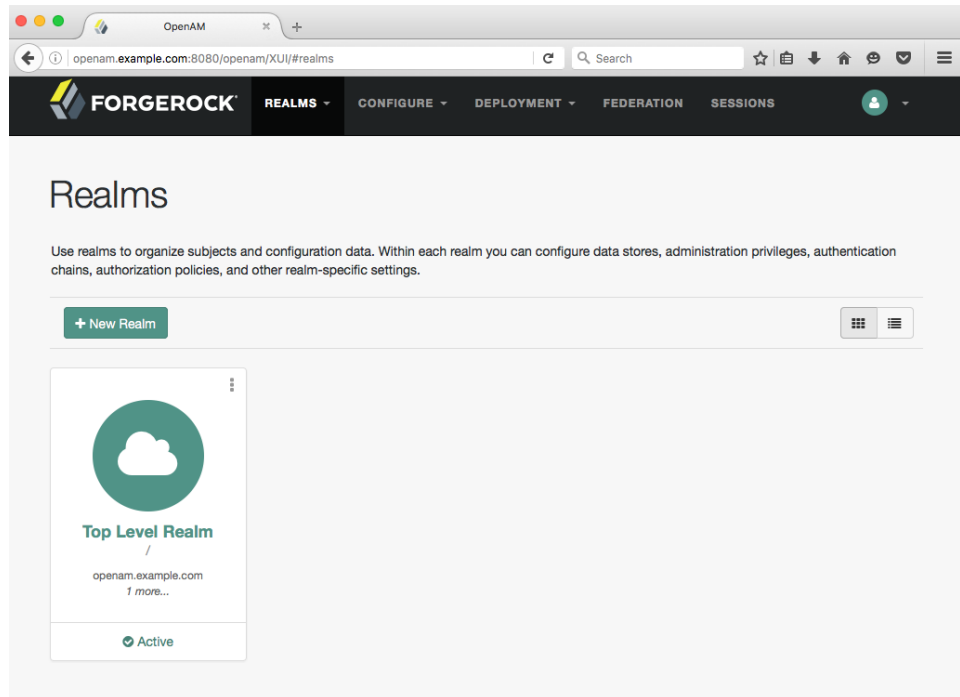 OpenAM
openam.example.com:8080/openam/XUI/#realms
Search
FORGEROCK
REALMS
CONFIGURE
DEPLOYMENT
FEDERATION
SESSIONS
Realms
Use realms to organize subjects and configuration data. Within each realm you can configure data stores, administration privileges, authentication
chains, authorization policies, and other realm-specific settings.
+ New Realm
Top Level Realm
/
openam.example.com
1 more...
Active